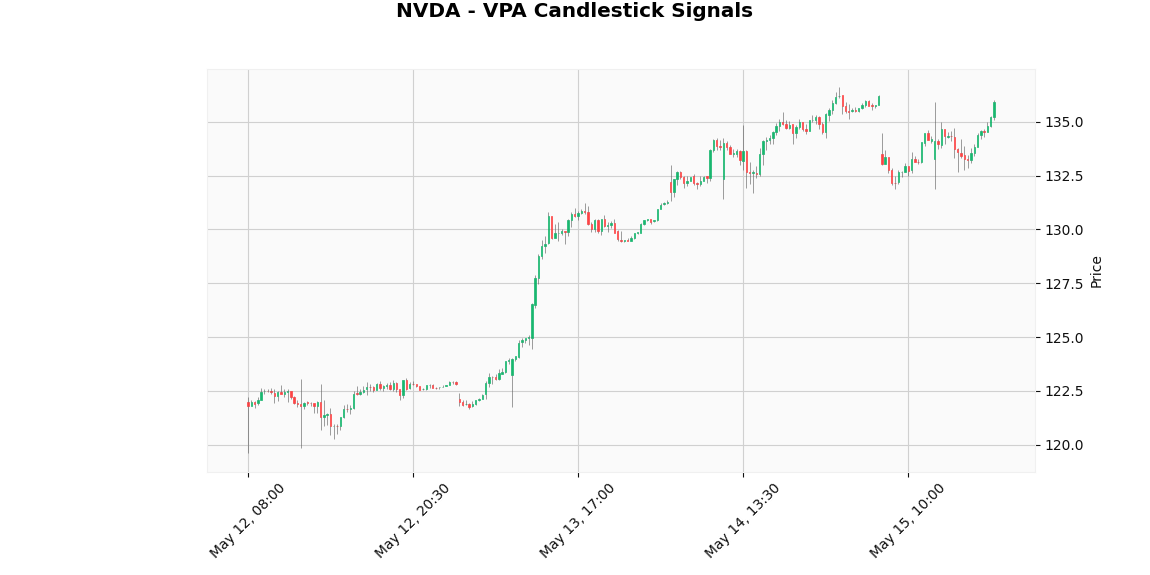 NVDA - VPA Candlestick Signals
135.0
132.5
130.0
127.5
125.0
122.5
120.0
Price
May 12, 08:00
May 12, 20:30
May 13, 17:00
May 14, 13:30
May 15, 10:00